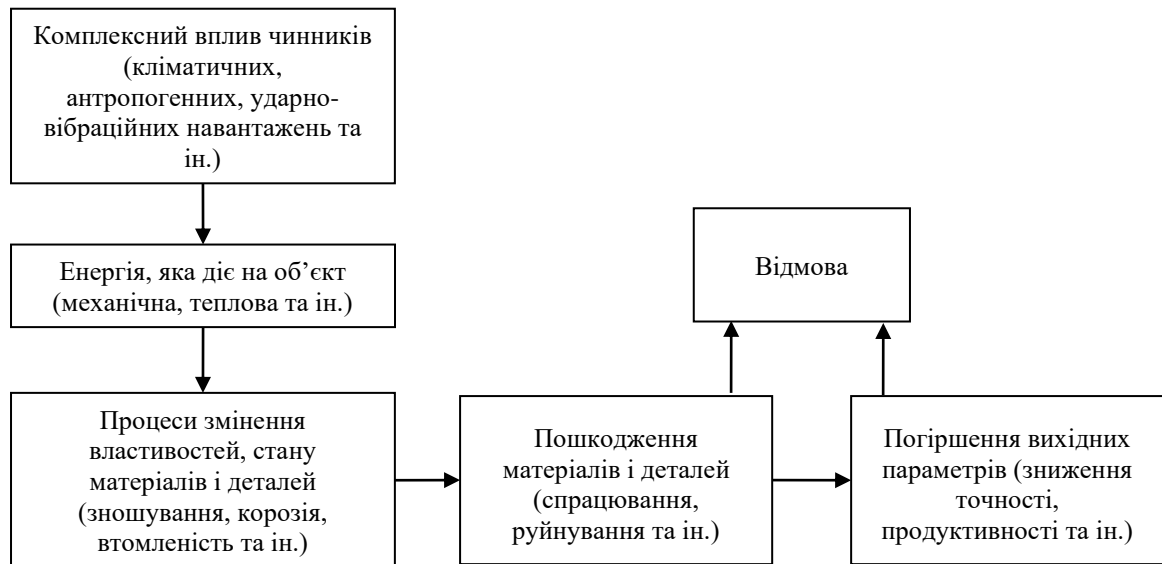 Комплексний вплив чинників
(кліматичних,
антропогенних, ударно-
вібраційних навантажень та
ін.)
Енергія, яка діє на об’єкт
(механічна, теплова та ін.)
Відмова
Процеси змінення
властивостей, стану
матеріалів і деталей
(зношування, корозія,
втомленість та ін.)
Пошкодження
матеріалів і деталей
(спрацювання,
руйнування та ін.)
Погіршення вихідних
параметрів (зниження
точності,
продуктивності та ін.)